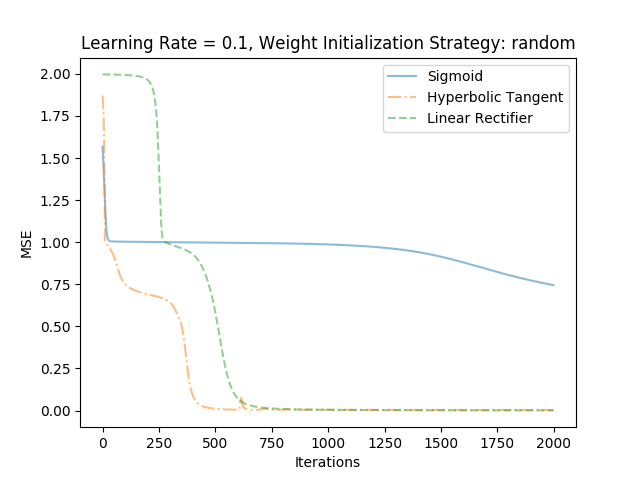 Learning Rate = 0.1, Weight Initialization Strategy: random
Sigmoid
Hyperbolic Tangent
Linear Rectifier
MSE
2.00
1.75
1.50
1.25
1.00
0.75
0.50
0.25
0.00
0 250 500 750 1000 1250 1500 1750 2000
Iterations